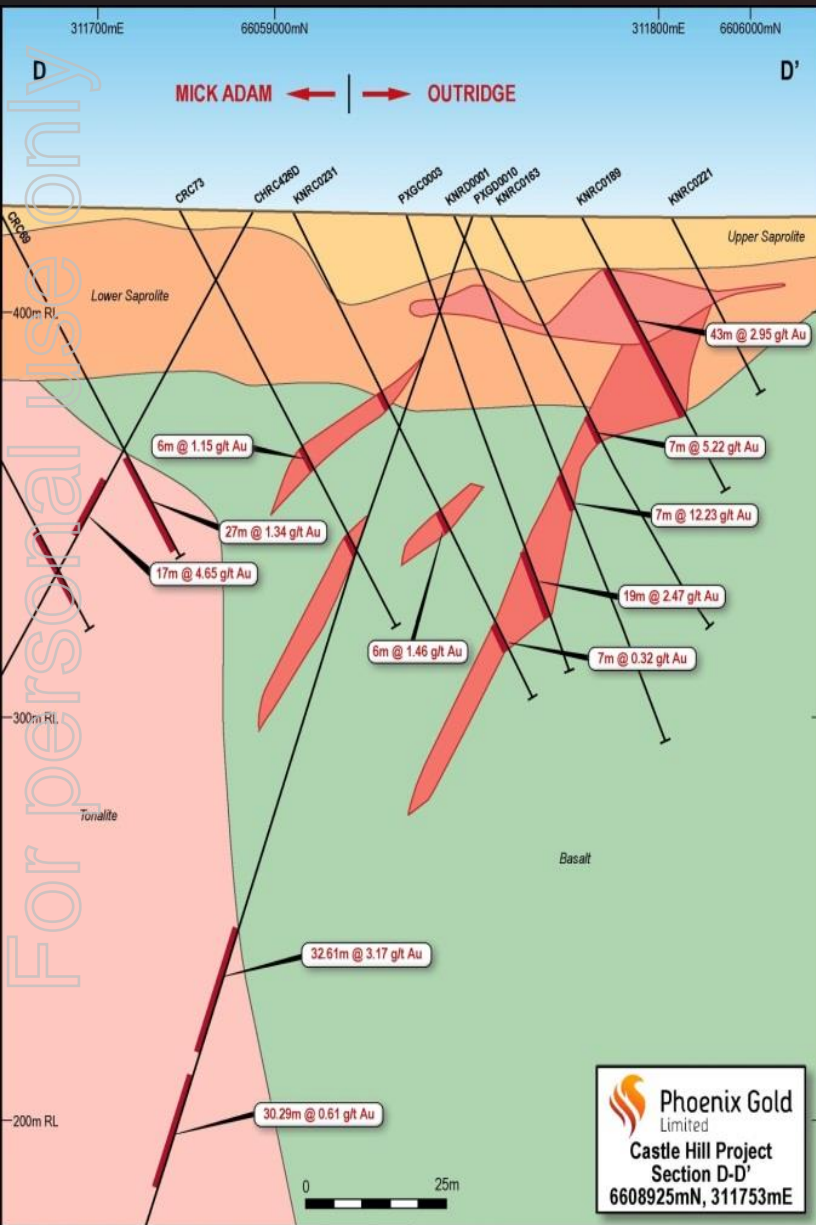 311700mE
66059000mN
311800mE
6606000mN
D
D'
MICK ADAM
OUTRIDGE
CRC69
CRC73
CHRC426D
KNRC0231
PXGC0003
KNRD0001
PXGD0010
KNRC0163
KNRC0189
KNRC0221
Upper Saprolite
Lower Saprolite
400m RL
43m @ 2.95 g/t Au
6m @ 1.15 g/t Au
7m @ 5.22 g/t Au
7m @ 12.23 g/t Au
27m @ 1.34 g/t Au
17m @ 4.65 g/t Au
19m @ 2.47 g/t Au
6m @ 1.46 g/t Au
7m @ 0.32 g/t Au
300m RL
Tonalite
Basalt
32.61m @ 3.17 g/t Au
30.29m @ 0.61 g/t Au
200m RL
0
25m
Phoenix Gold
Limited
Castle Hill Project
Section D-D'
6608925mN, 311753mE
For personal use only